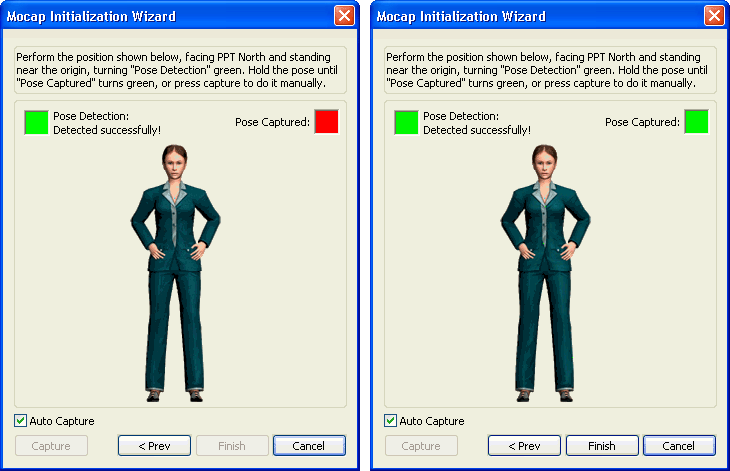 Mocap Initialization Wizard
Perform the position shown below, facing PPT North and standing
near the origin, turning "Pose Detection" green. Hold the pose until
"Pose Captured" turns green, or press capture to do it manually.
Pose Detection:
Detected successfully!
Pose Captured:
Auto Capture
Capture
< Prev
Finish
Cancel
Mocap Initialization Wizard
Perform the position shown below, facing PPT North and standing
near the origin, turning "Pose Detection" green. Hold the pose until
"Pose Captured" turns green, or press capture to do it manually.
Pose Detection:
Detected successfully!
Pose Captured:
Auto Capture
Capture
< Prev
Finish
Cancel